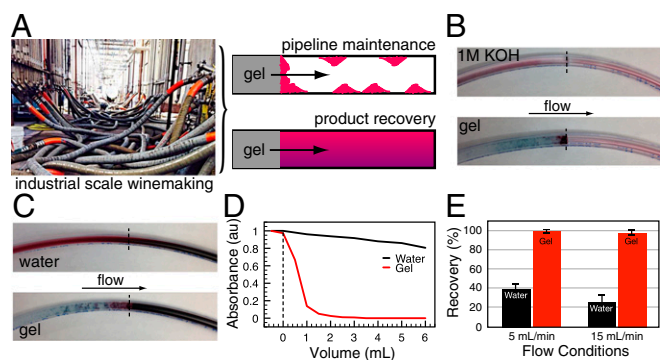 A
pipeline maintenance
gel
product recovery
gel
industrial scale winemaking
B
1M KOH
flow
gel
C
water
flow
gel
D
Absorbance (au)
1
0.8
0.6
0.4
0.2
0
Water
Gel
0 1 2 3 4 5 6
Volume (mL)
E
Recovery (%)
100
80
60
40
20
0
Water
Gel
Water
Gel
5 mL/min 15 mL/min
Flow Conditions